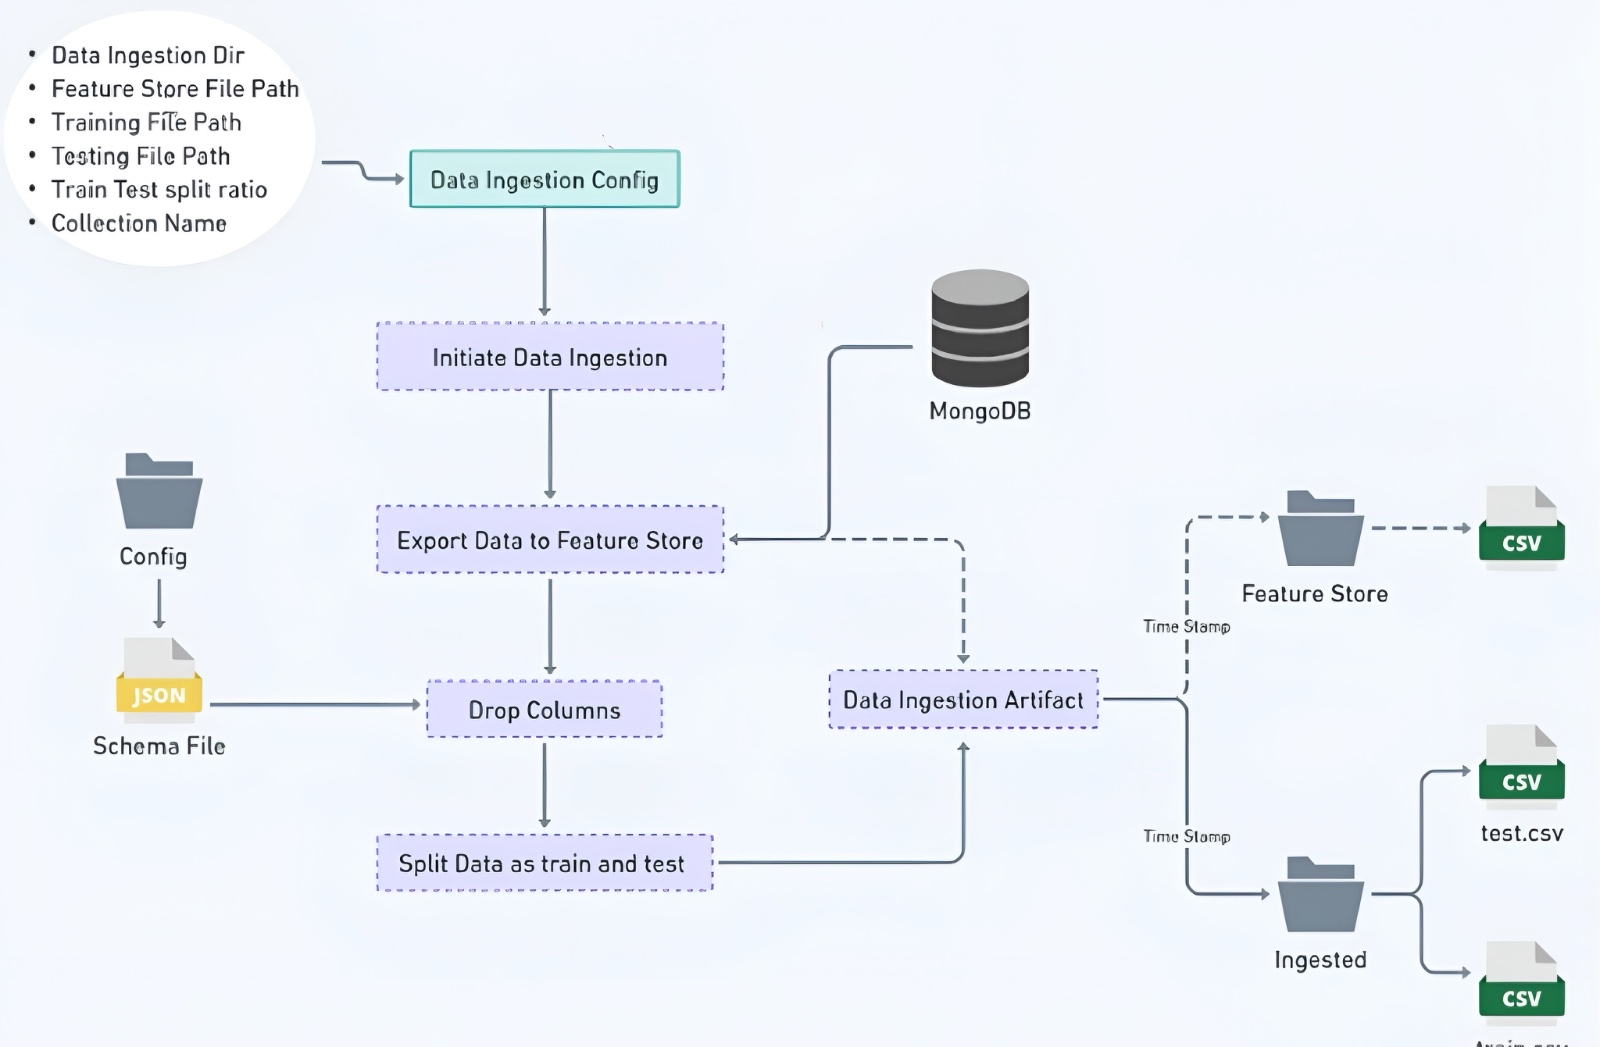 • Data Ingestion Dir
• Feature Store File Path
• Training File Path
• Testing File Path
• Train Test split ratio
• Collection Name
Data Ingestion Config
Initiate Data Ingestion
MongoDB
Config
Export Data to Feature Store
CSV
Feature Store
Time Stamp
JSON
Schema File
Drop Columns
Data Ingestion Artifact
CSV
test.csv
Time Stamp
Split Data as train and test
Ingested
CSV